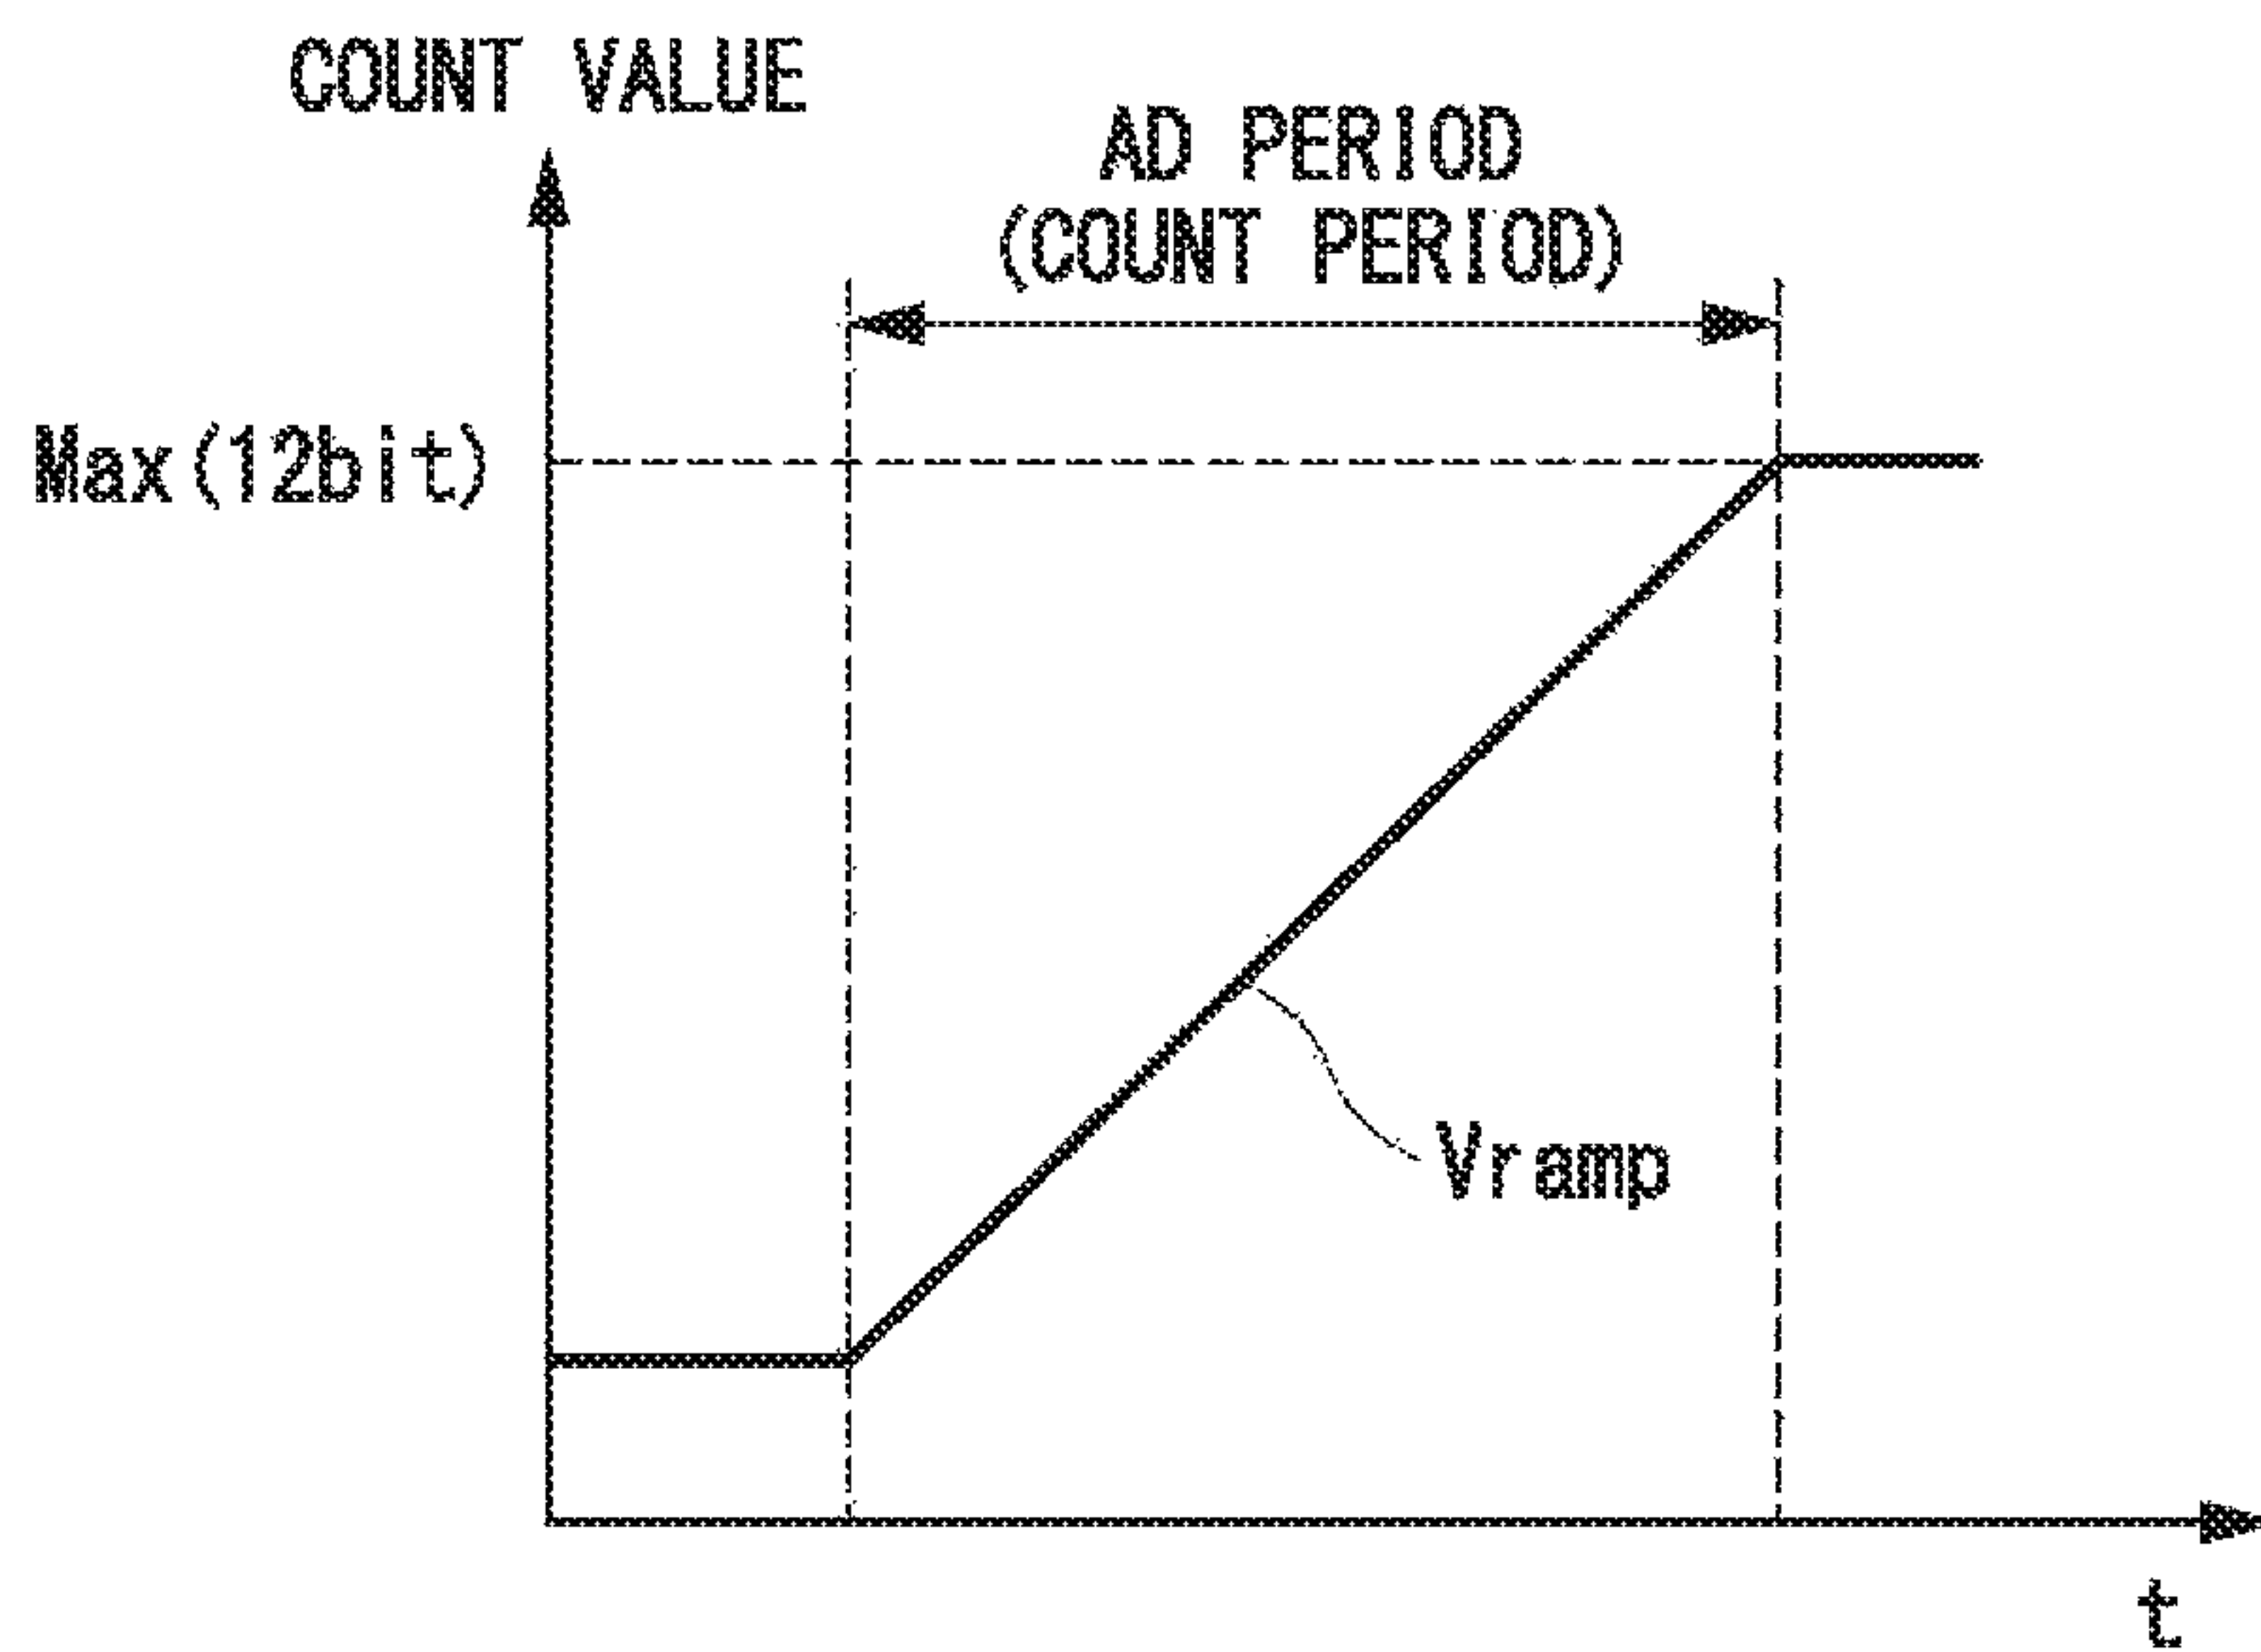 COUNT VALUE
AD PERIOD
(COUNT PERIOD)
Max(12bit)
Vramp
t